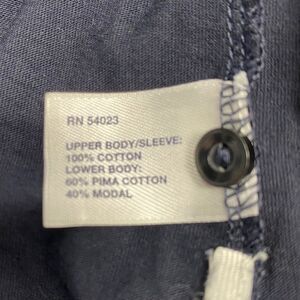 RN 54023
UPPER BODY/SLEEVE:
100% COTTON
LOWER BODY:
60% PIMA COTTON
40% MODAL